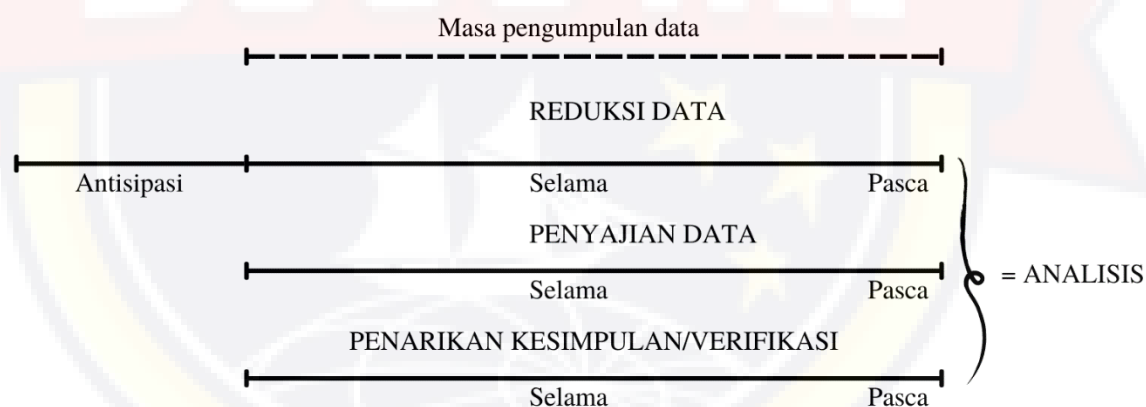 Masa pengumpulan data
REDUKSI DATA
Antisipasi Selama Pasca
PENYAJIAN DATA
Selama Pasca
= ANALISIS
PENARIKAN KESIMPULAN/VERIFIKASI
Selama Pasca